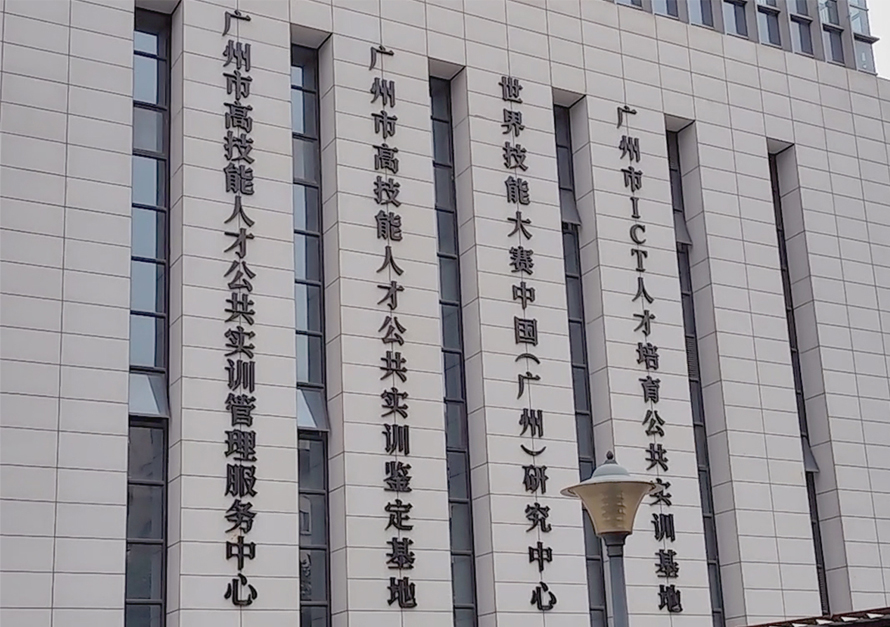 广州市高技能人才公共实训管理服务中心
广州市高技能人才公共实训鉴定基地
世界技能大赛中国(广州)研究中心
广州市ICT人才培育公共实训基地